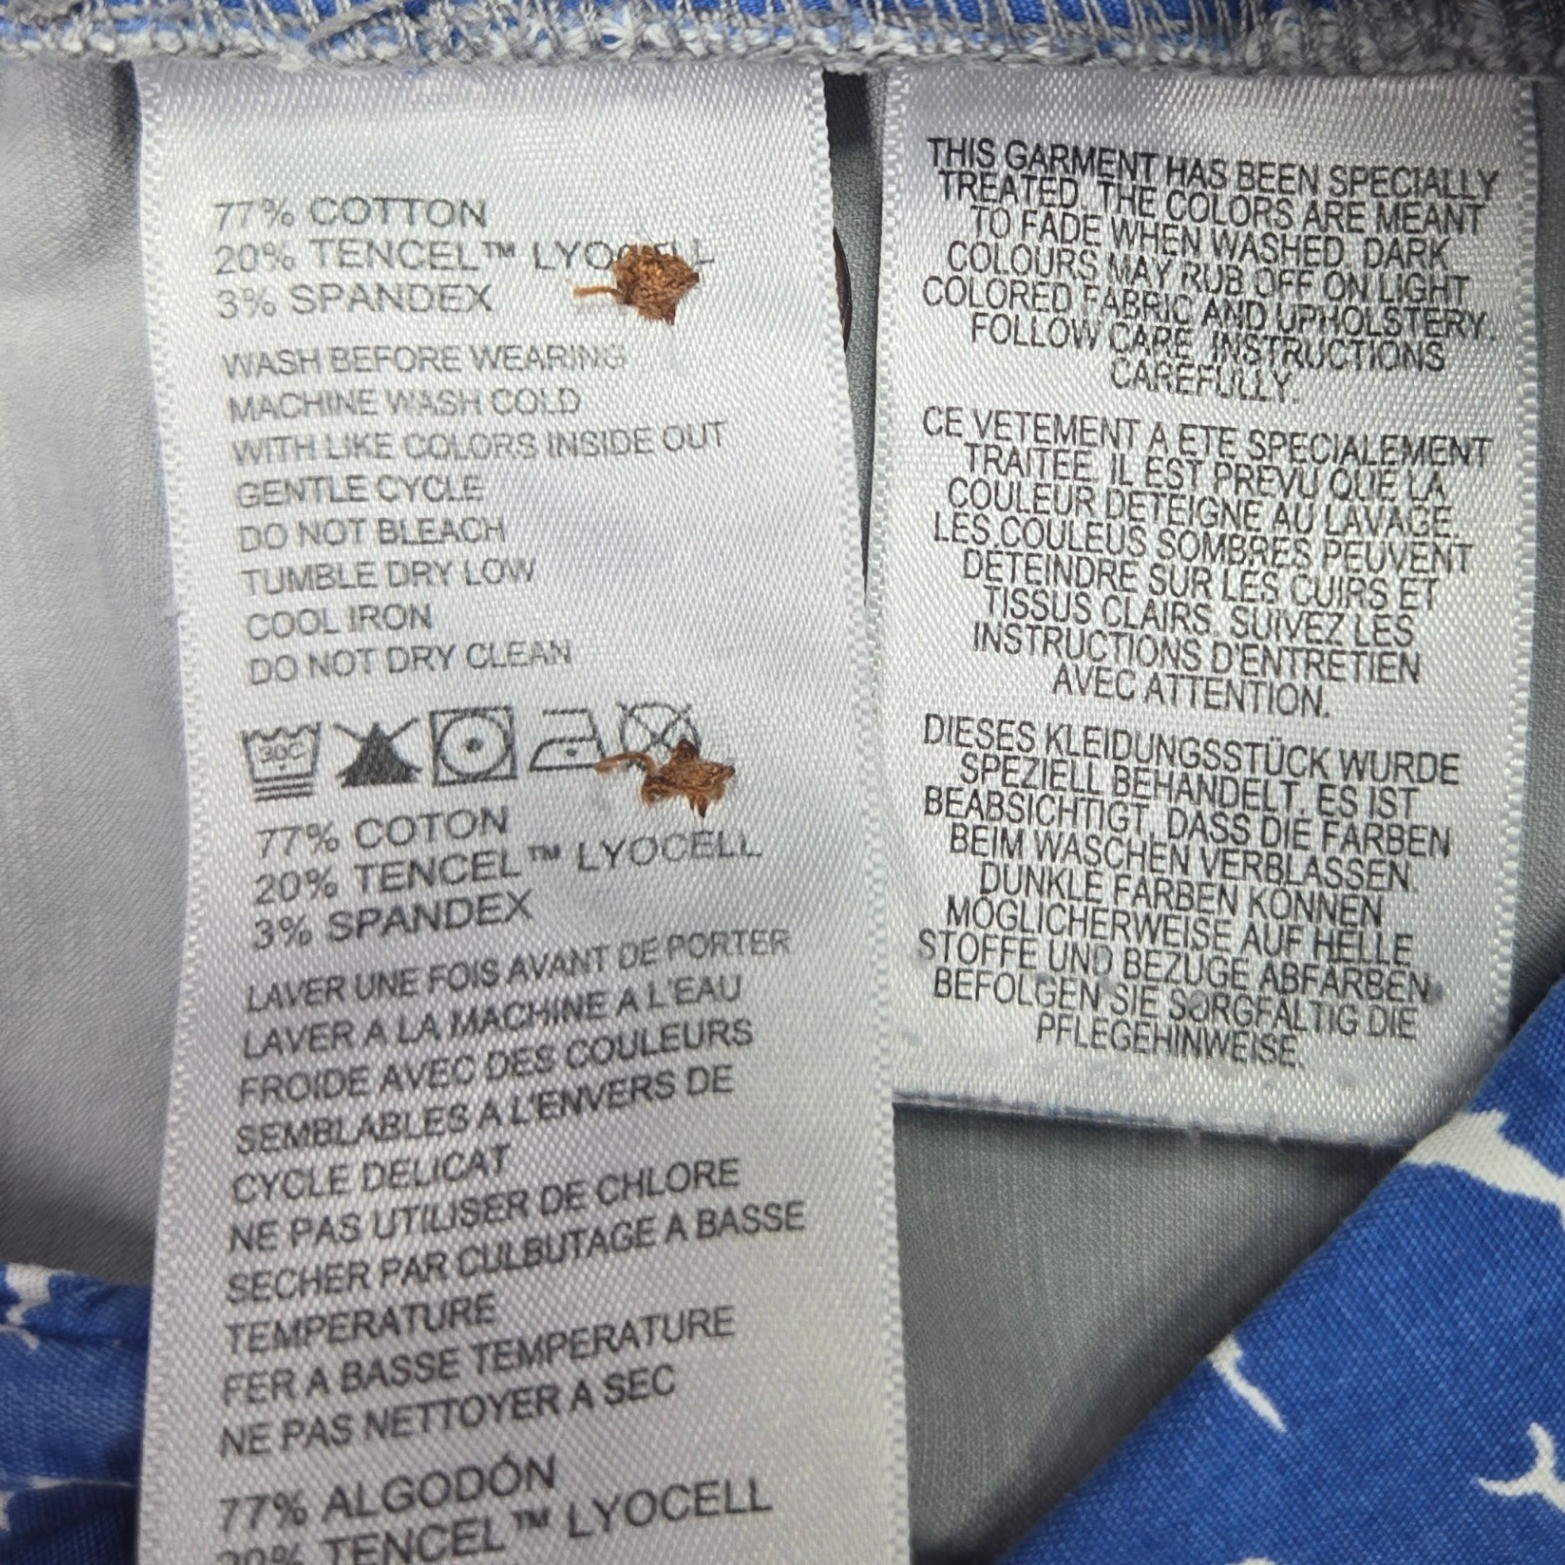 77% COTTON
20% TENCEL™ LYOCELL
3% SPANDEX
WASH BEFORE WEARING
MACHINE WASH COLD
WITH LIKE COLORS INSIDE OUT
GENTLE CYCLE
DO NOT BLEACH
TUMBLE DRY LOW
COOL IRON
DO NOT DRY CLEAN
30C
77% COTON
20% TENCEL™ LYOCELL
3% SPANDEX
LAVER UNE FOIS AVANT DE PORTER
LAVER A LA MACHINE A L'EAU
FROIDE AVEC DES COULEURS
SEMBLABLES A L'ENVERS DE
CYCLE DELICAT
NE PAS UTILISER DE CHLORE
SECHER PAR CULBUTAGE A BASSE
TEMPERATURE
FER A BASSE TEMPERATURE
NE PAS NETTOYER A SEC
77% ALGODÓN
20% TENCEL™ LYOCELL
THIS GARMENT HAS BEEN SPECIALLY
TREATED. THE COLORS ARE MEANT
TO FADE WHEN WASHED. DARK
COLOURS MAY RUB OFF ON LIGHT
COLORED FABRIC AND UPHOLSTERY.
FOLLOW CARE INSTRUCTIONS
CAREFULLY.
CE VETEMENT A ETE SPECIALEMENT
TRAITEE. IL EST PREVU QUE LA
COULEUR DETEIGNE AU LAVAGE.
LES COULEUS SOMBRES PEUVENT
DETEINDRE SUR LES CUIRS ET
TISSUS CLAIRS. SUIVEZ LES
INSTRUCTIONS D'ENTRETIEN
AVEC ATTENTION.
DIESES KLEIDUNGSSTÜCK WURDE
SPEZIELL BEHANDELT. ES IST
BEABSICHTIGT, DASS DIE FARBEN
BEIM WASCHEN VERBLASSEN.
DUNKLE FARBEN KÖNNEN
MÖGLICHERWEISE AUF HELLE
STOFFE UND BEZÜGE ABFÄRBEN.
BEFOLGEN SIE SORGFÄLTIG DIE
PFLEGEHINWEISE.